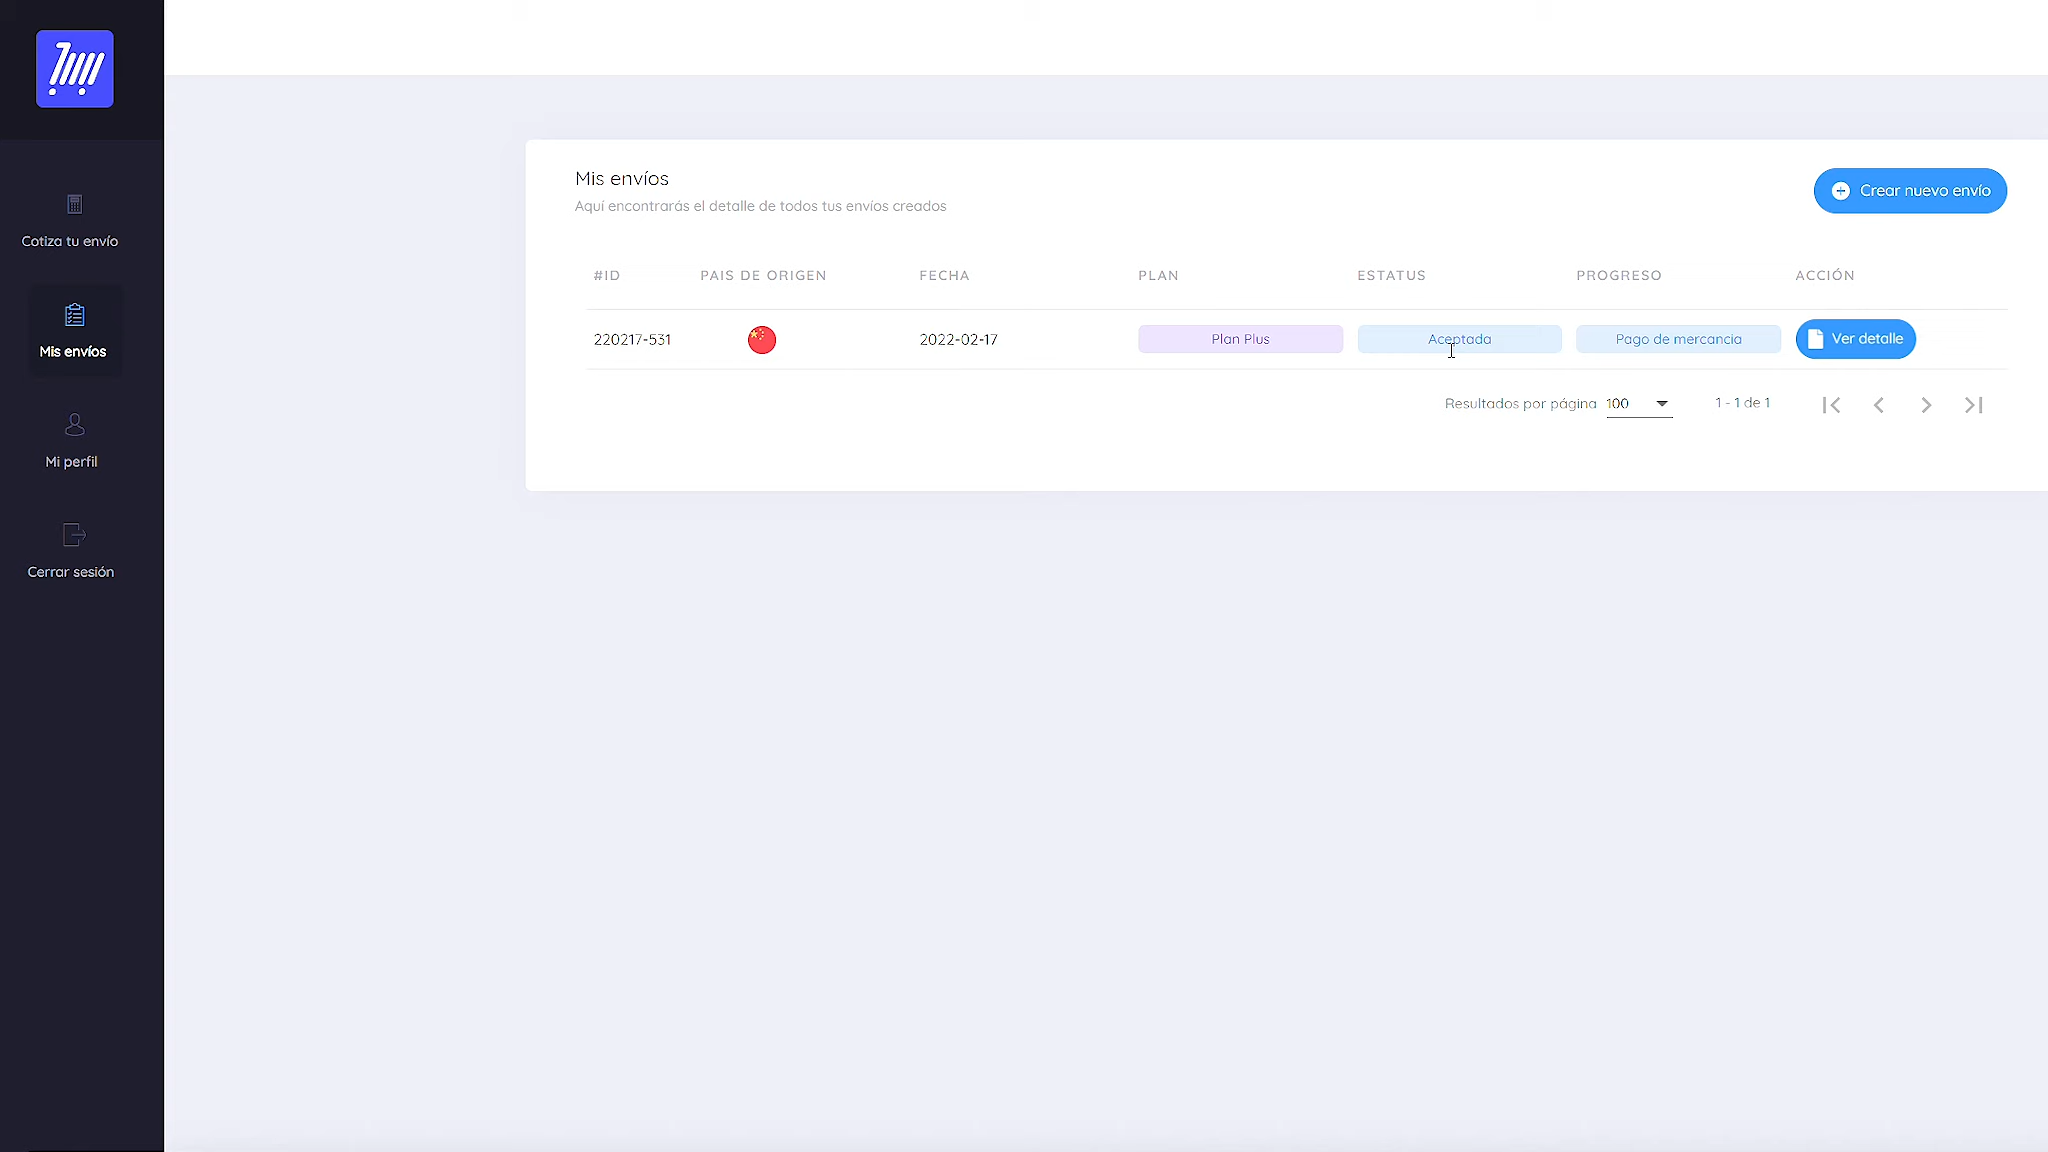 Cotiza tu envío
Mis envíos
Mi perfil
Cerrar sesión
Mis envíos
Aquí encontrarás el detalle de todos tus envíos creados
Crear nuevo envío
#ID PAIS DE ORIGEN FECHA PLAN ESTATUS PROGRESO ACCIÓN
220217-531 2022-02-17 Plan Plus Aceptada Pago de mercancia Ver detalle
Resultados por página 100 1 - 1 de 1